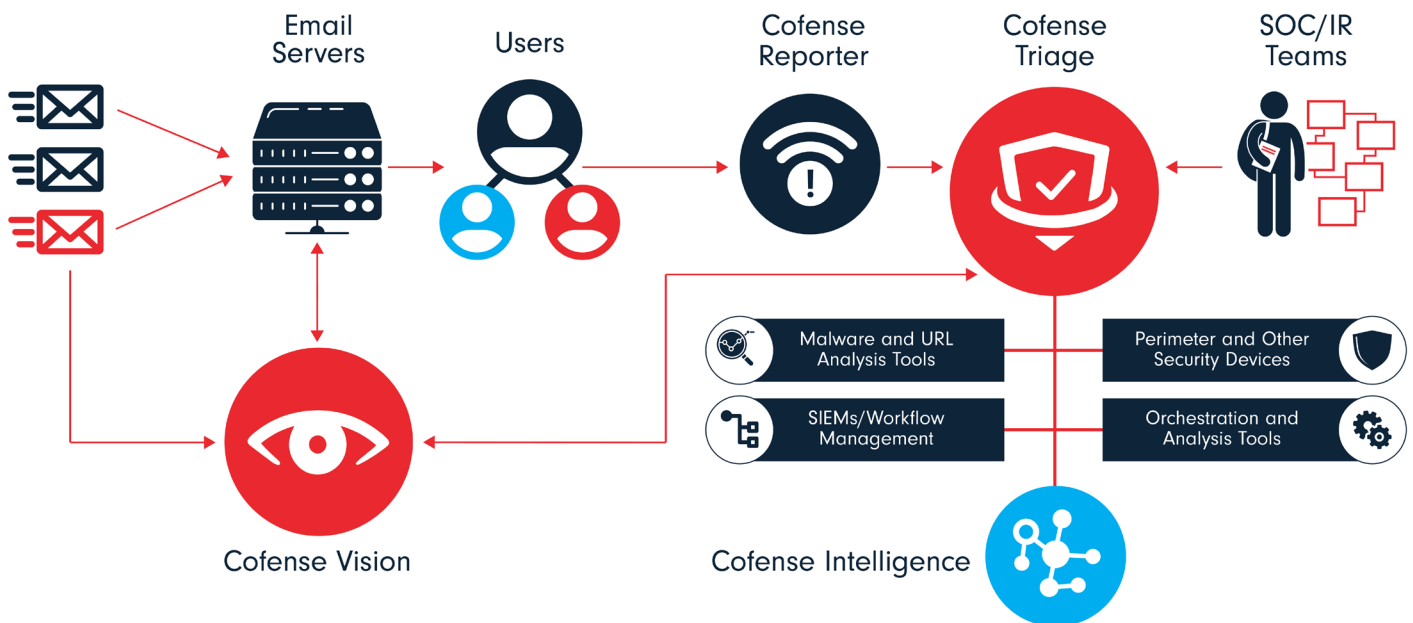 Email
Servers
Users
Cofense
Reporter
Cofense
Triage
SOC/IR
Teams
Malware and URL
Analysis Tools
Perimeter and Other
Security Devices
SIEMs/Workflow
Management
Orchestration and
Analysis Tools
Cofense Vision
Cofense Intelligence